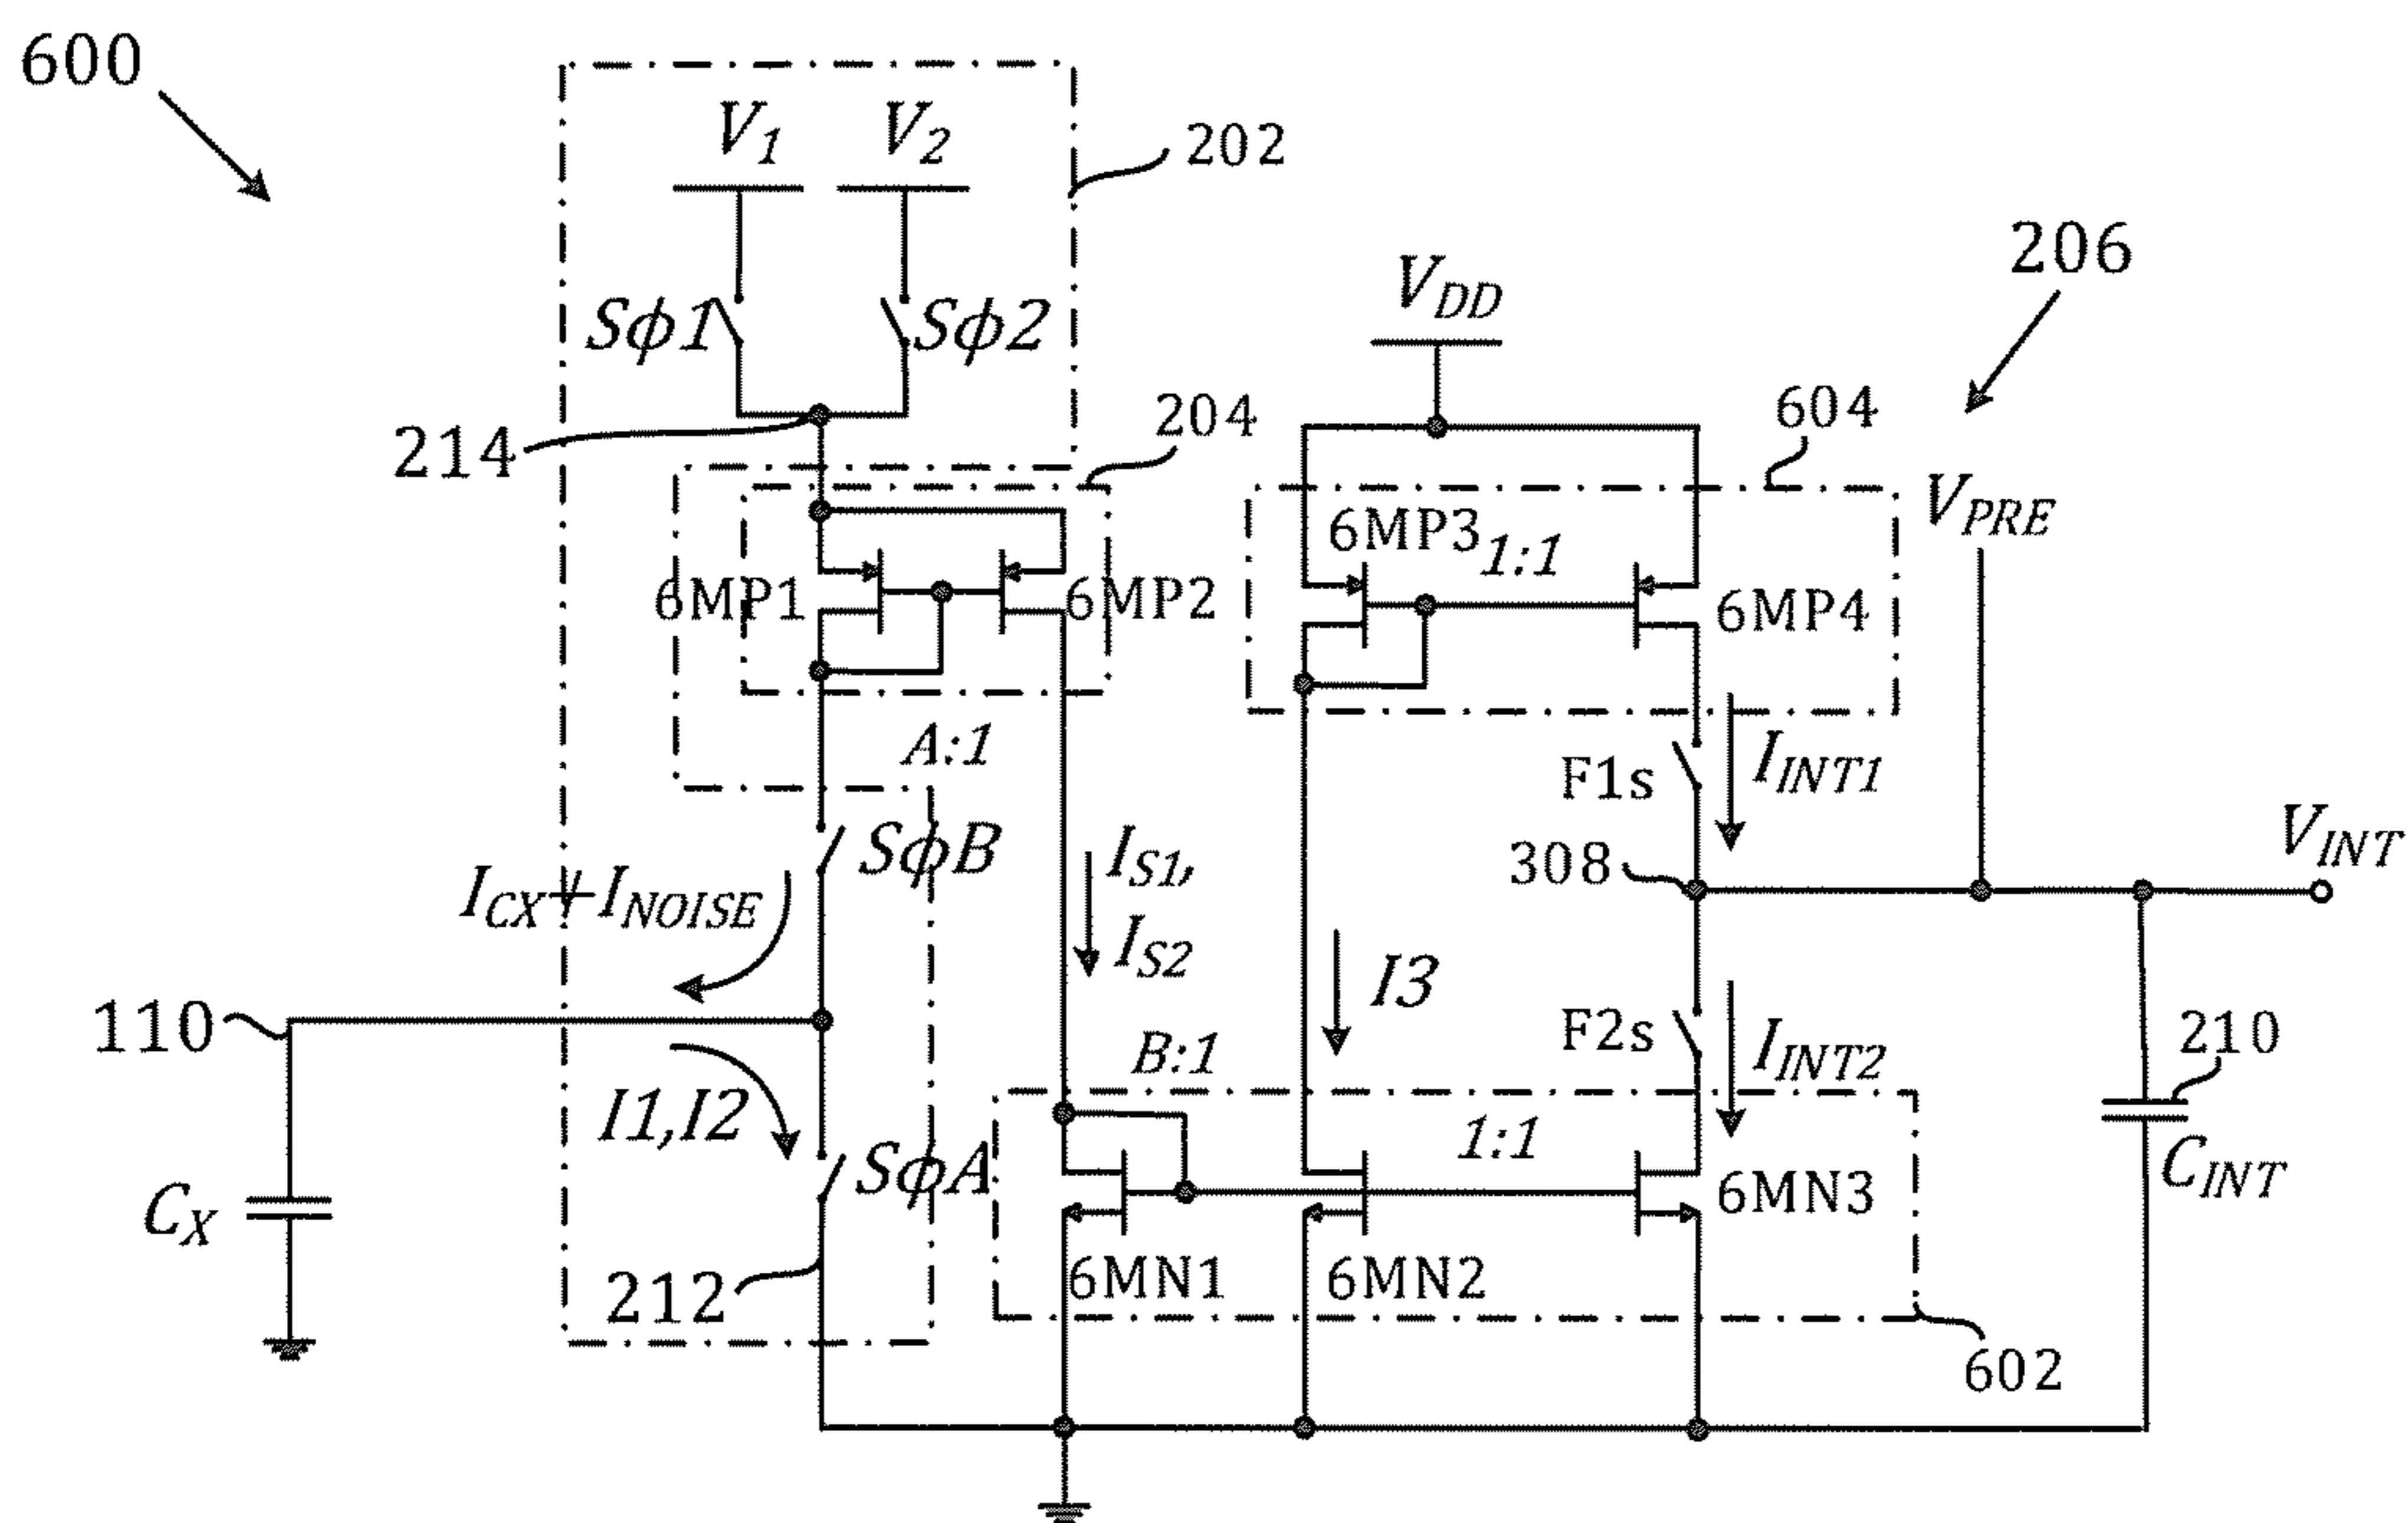 600
V1 V2
202
Sϕ1 Sϕ2
VDD
206
214
204
604
VPRE
6MP1 6MP2
6MP3 1:1
6MP4
A:1
F1s
IINT1
SϕB
IS1,
IS2
308
VINT
ICX+INOISE
I3
110
B:1
F2s
IINT2
210
I1,I2
SϕA
1:1
6MN3
CINT
CX
212
6MN1 6MN2
602